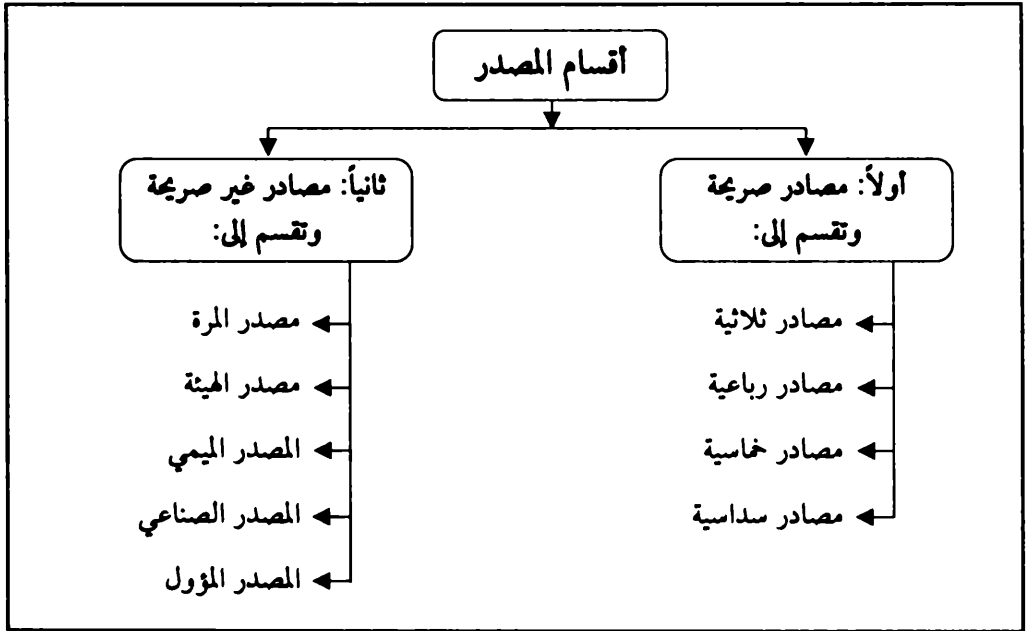 أقسام المصدر
أولاً: مصادر صريحة
وتقسم إلى:
مصادر ثلاثية
مصادر رباعية
مصادر خماسية
مصادر سداسية
ثانياً: مصادر غير صريحة
وتقسم إلى:
مصدر المرة
مصدر الهيئة
المصدر الميمي
المصدر الصناعي
المصدر المؤول